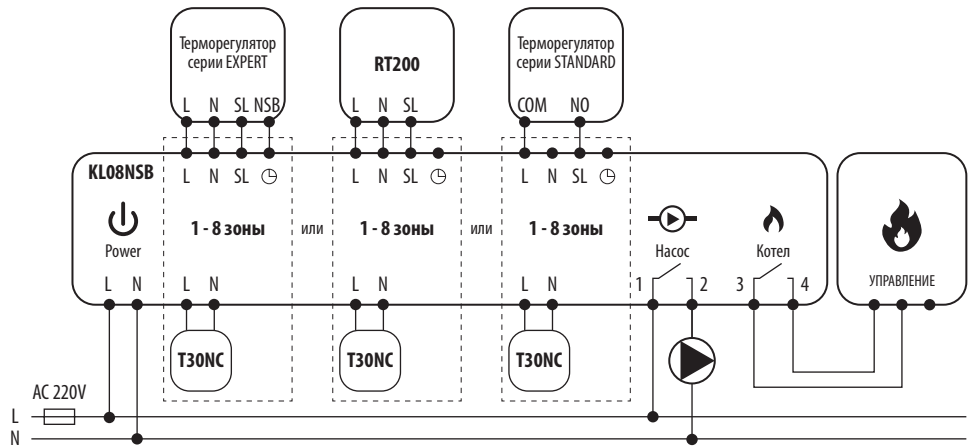 Терморегулятор
серии EXPERT
RT200
Терморегулятор
серии STANDARD
L N SL NSB
L N SL
COM NO
KL08NSB
L N SL
L N SL
L N SL
Power
1 - 8 зоны
или
1 - 8 зоны
или
1 - 8 зоны
Насос
Котел
УПРАВЛЕНИЕ
L N
L N
L N
L N
1 2
3 4
T30NC
T30NC
T30NC
AC 220V
L
N